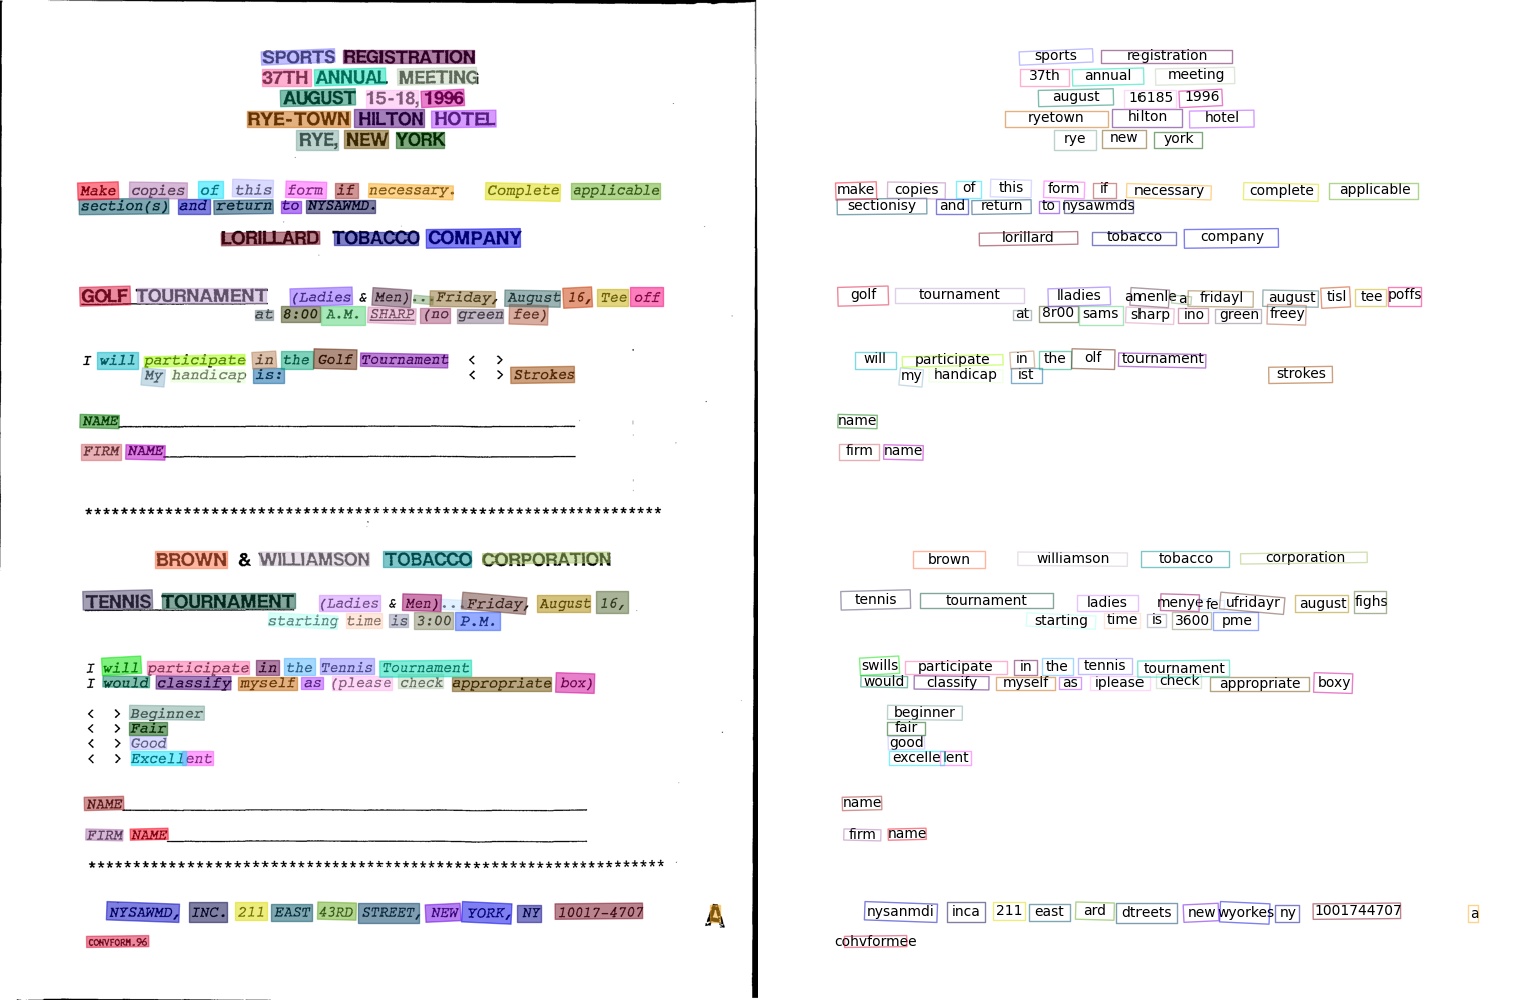 SPORTS REGISTRATION
37TH ANNUAL MEETING
AUGUST 15-18, 1996
RYE-TOWN HILTON HOTEL
RYE, NEW YORK
Make copies of this form if necessary. Complete applicable
section(s) and return to NYSAWMD.
LORILLARD TOBACCO COMPANY
GOLF TOURNAMENT (Ladies & Men)...Friday, August 16, Tee off
at 8:00 A.M. SHARP (no green fee)
I will participate in the Golf Tournament < >
My handicap is: < > Strokes
NAME
FIRM NAME
*****************************************************************
BROWN & WILLIAMSON TOBACCO CORPORATION
TENNIS TOURNAMENT (Ladies & Men)...Friday, August 16,
starting time is 3:00 P.M.
I will participate in the Tennis Tournament
I would classify myself as (please check appropriate box)
< > Beginner
< > Fair
< > Good
< > Excellent
NAME
FIRM NAME
*****************************************************************
NYSAWMD, INC. 211 EAST 43RD STREET, NEW YORK, NY 10017-4707
A
CONVFORM.96
sports registration
37th annual meeting
august 16185 1996
ryetown hilton hotel
rye new york
make copies of this form if necessary complete applicable
sectionisy and return to nysawmds
lorillard tobacco company
golf tournament lladies amenle a fridayl august tisl tee poffs
at 8r00 sams sharp ino green freey
will participate in the olf tournament
my handicap ist strokes
name
firm name
brown williamson tobacco corporation
tennis tournament ladies menye fe ufridayr august fighs
starting time is 3600 pme
swills participate in the tennis tournament
would classify myself as iplease check appropriate boxy
beginner
fair
good
excelle lent
name
firm name
nysanmdi inca 211 east ard dtreets new wyorkes ny 1001744707 a
cohvformee